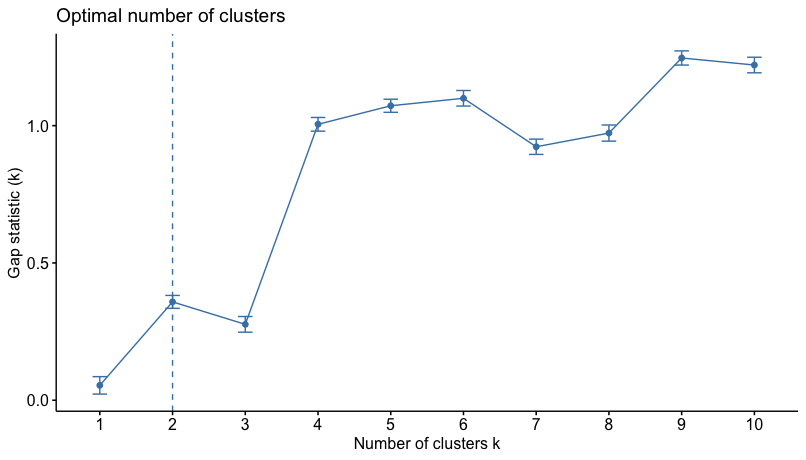 Optimal number of clusters
Gap statistic (k)
1.0
0.5
0.0
1 2 3 4 5 6 7 8 9 10
Number of clusters k